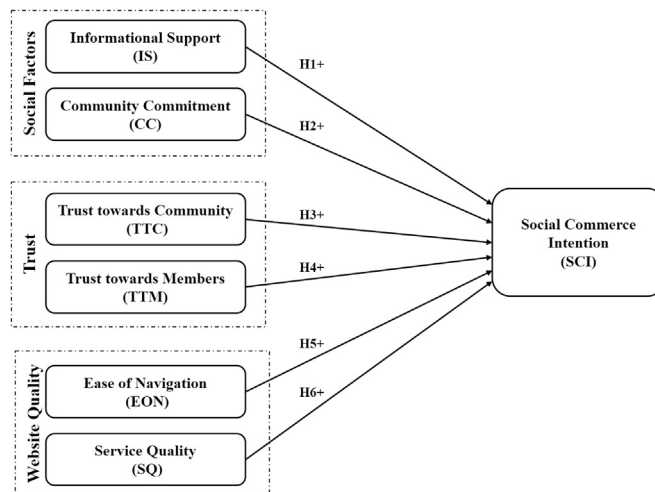 Social Factors
Informational Support
(IS)
Community Commitment
(CC)
Trust
Trust towards Community
(TTC)
Trust towards Members
(TTM)
Website Quality
Ease of Navigation
(EON)
Service Quality
(SQ)
H1+
H2+
H3+
H4+
H5+
H6+
Social Commerce
Intention
(SCI)